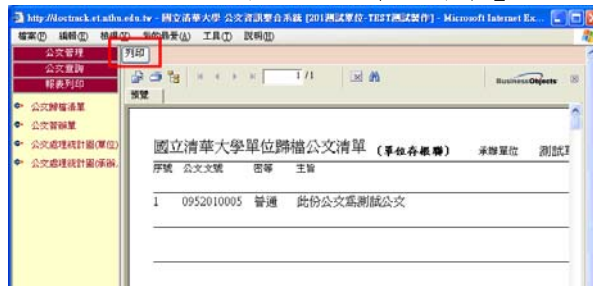 http://doctrack.et.nthu.edu.tw - 國立清華大學 公文資訊整合系統 [201測試單位-TEST測試製作] - Microsoft Internet Ex...
檔案(F) 編輯(E) 檢視(V) 我的最愛(A) 工具(T) 說明(H)
公文管理
公文查詢
報表列印
公文歸檔清單
公文簽辦單
公文處理統計圖(單位)
公文處理統計圖(承辦.
列印
1 /1
BusinessObjects
預覽
國立清華大學單位歸檔公文清單 (單位存根聯) 承辦單位 測試
序號 公文文號 密等 主旨
1 0952010005 普通 此份公文為測試公文